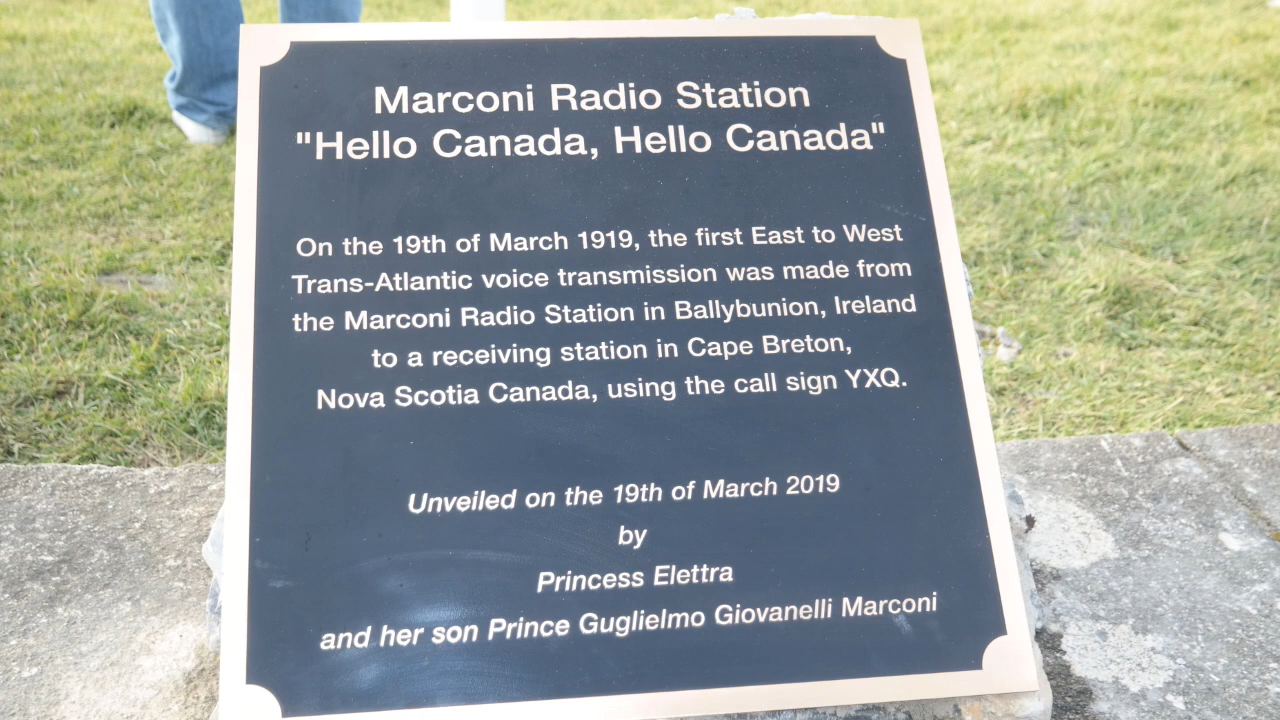 Marconi Radio Station
"Hello Canada, Hello Canada"
On the 19th of March 1919, the first East to West
Trans-Atlantic voice transmission was made from
the Marconi Radio Station in Ballybunion, Ireland
to a receiving station in Cape Breton,
Nova Scotia Canada, using the call sign YXQ.
Unveiled on the 19th of March 2019
by
Princess Elettra
and her son Prince Guglielmo Giovanelli Marconi